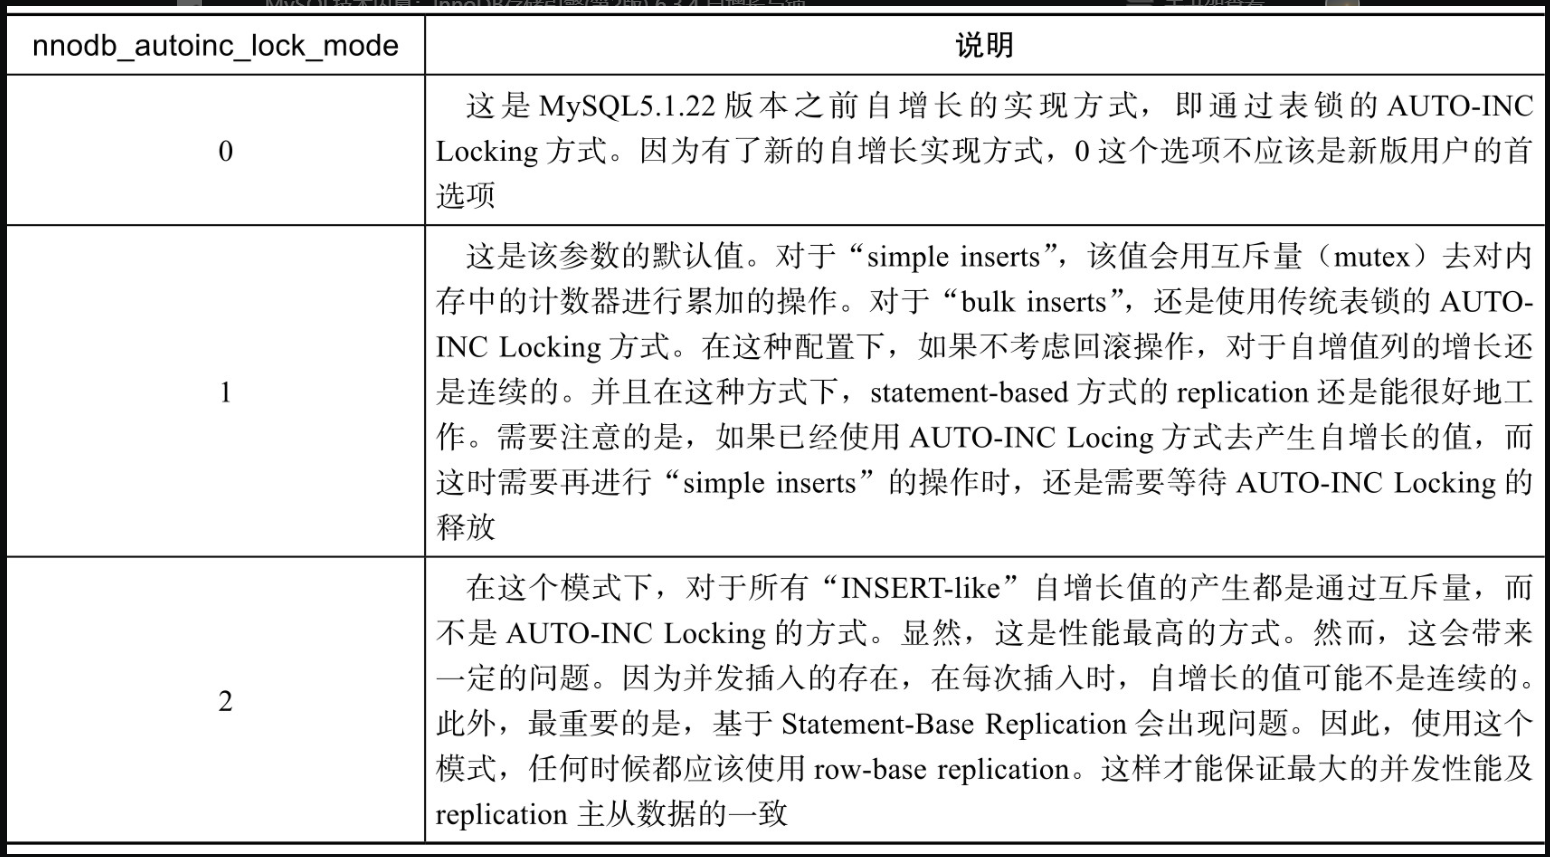 nnodb_autoinc_lock_mode
说明
0
这是 MySQL5.1.22 版本之前自增长的实现方式，即通过表锁的 AUTO-INC
Locking 方式。因为有了新的自增长实现方式，0 这个选项不应该是新版用户的首
选项
1
这是该参数的默认值。对于“simple inserts”，该值会用互斥量（mutex）去对内
存中的计数器进行累加的操作。对于“bulk inserts”，还是使用传统表锁的 AUTO-
INC Locking 方式。在这种配置下，如果不考虑回滚操作，对于自增值列的增长还
是连续的。并且在这种方式下，statement-based 方式的 replication 还是能很好地工
作。需要注意的是，如果已经使用 AUTO-INC Locing 方式去产生自增长的值，而
这时需要再进行“simple inserts”的操作时，还是需要等待 AUTO-INC Locking 的
释放
2
在这个模式下，对于所有“INSERT-like”自增长值的产生都是通过互斥量，而
不是 AUTO-INC Locking 的方式。显然，这是性能最高的方式。然而，这会带来
一定的问题。因为并发插入的存在，在每次插入时，自增长的值可能不是连续的。
此外，最重要的是，基于 Statement-Base Replication 会出现问题。因此，使用这个
模式，任何时候都应该使用 row-base replication。这样才能保证最大的并发性能及
replication 主从数据的一致